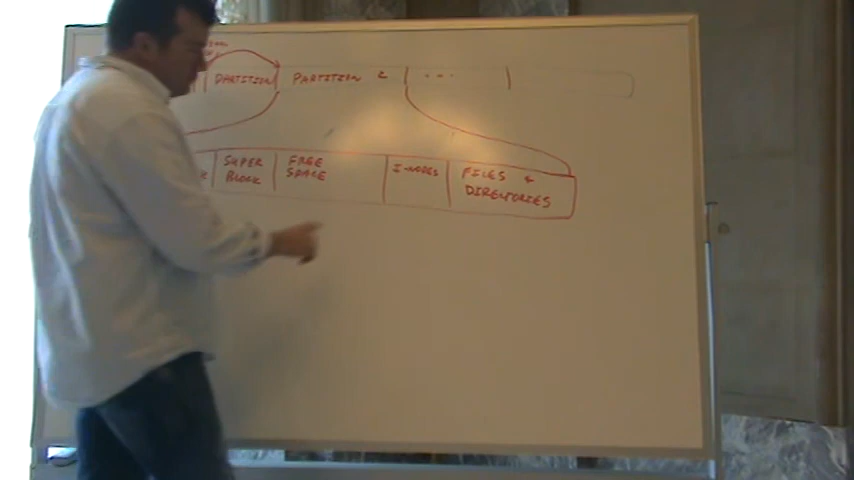 PARTITION PARTITION 2 ...
SUPER BLOCK
FREE SPACE
I-NODES
FILES &
DIRECTORIES